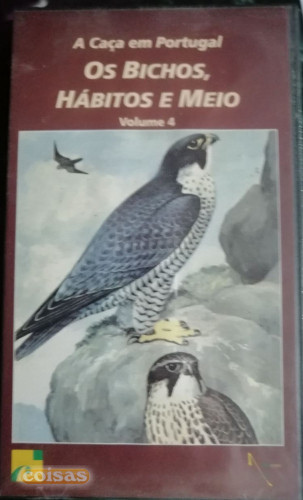 A Caça em Portugal
OS BICHOS,
HÁBITOS E MEIO
Volume 4
coisas